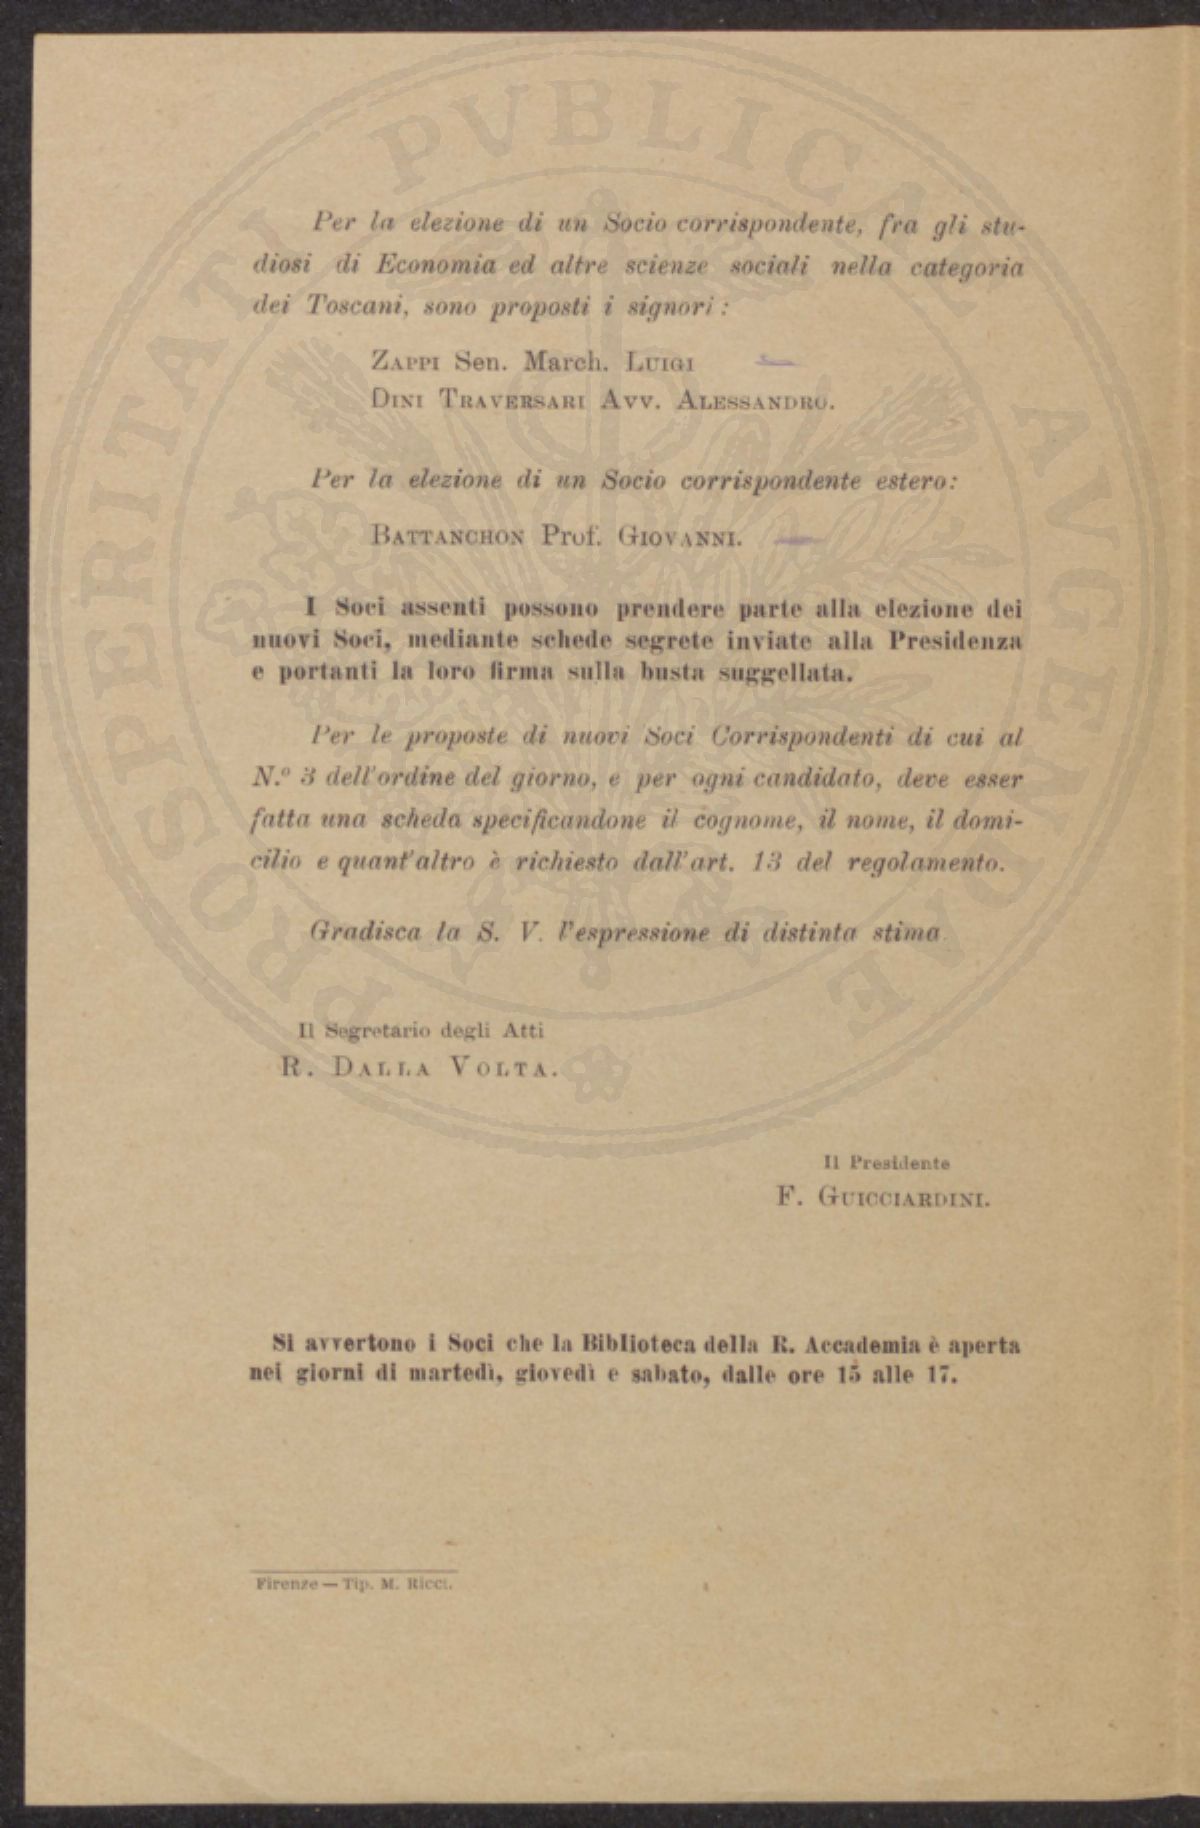 PROSPERITATI PVBLICAE AVGENDAE
Per la elezione di un Socio corrispondente, fra gli stu-
diosi di Economia ed altre scienze sociali nella categoria
dei Toscani, sono proposti i signori:
ZAPPI Sen. March. LUIGI
DINI TRAVERSARI AVV. ALESSANDRO.
Per la elezione di un Socio corrispondente estero:
BATTANCHON Prof. GIOVANNI.
I Soci assenti possono prendere parte alla elezione dei
nuovi Soci, mediante schede segrete inviate alla Presidenza
e portanti la loro firma sulla busta suggellata.
Per le proposte di nuovi Soci Corrispondenti di cui al
N.º 3 dell'ordine del giorno, e per ogni candidato, deve esser
fatta una scheda specificandone il cognome, il nome, il domi-
cilio e quant'altro è richiesto dall'art. 13 del regolamento.
Gradisca la S. V. l'espressione di distinta stima.
Il Segretario degli Atti
R. DALLA VOLTA.
Il Presidente
F. GUICCIARDINI.
Si avvertono i Soci che la Biblioteca della R. Accademia è aperta
nei giorni di martedì, giovedì e sabato, dalle ore 15 alle 17.
Firenze — Tip. M. Ricci.